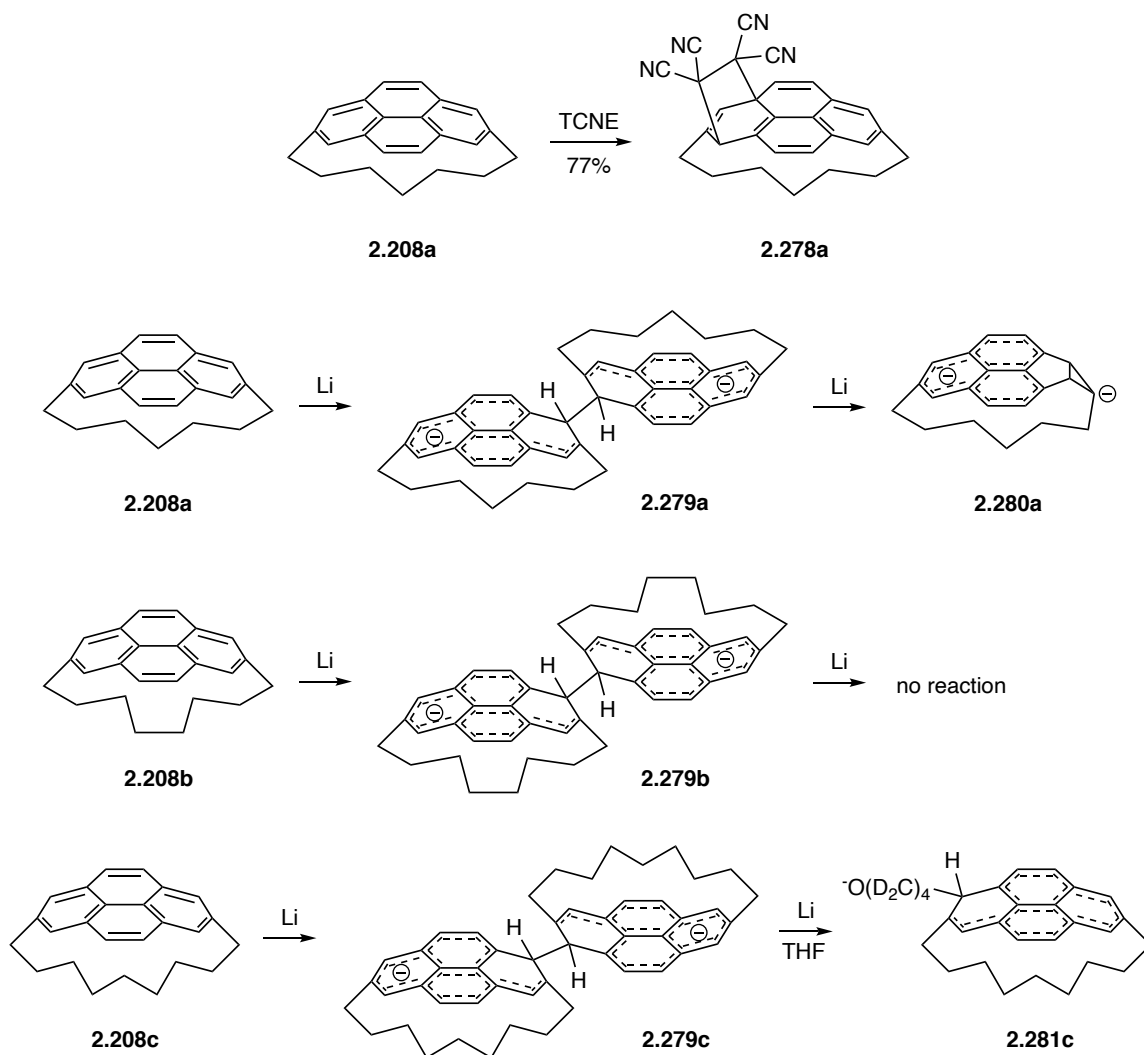 NC CN
NC CN
TCNE
77%
2.208a 2.278a
H
Li Li
H
2.208a 2.279a 2.280a
H
Li Li
H no reaction
2.208b 2.279b
H
⁻O(D₂C)₄
H
Li Li
THF
H
2.208c 2.279c 2.281c